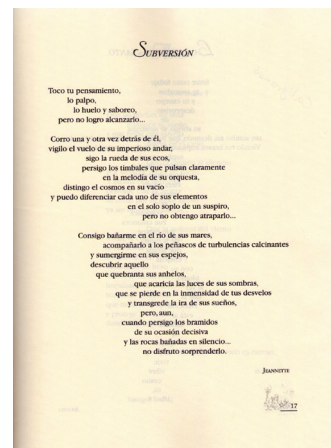 SUBVERSIÓN
Toco tu pensamiento,
lo palpo,
lo huelo y saboreo,
pero no logro alcanzarlo...
Corro una y otra vez detrás de él,
vigilo el vuelo de su imperioso andar,
sigo la rueda de sus ecos,
persigo los timbales que pulsan claramente
en la melodía de su orquesta,
distingo el cosmos en su vacío
y puedo diferenciar cada uno de sus elementos
en el solo soplo de un suspiro,
pero no obtengo atraparlo...
Consigo bañarme en el río de sus mares,
acompañarlo a los peñascos de turbulencias calcinantes
y sumergirme en sus espejos,
descubrir aquello
que quebranta sus anhelos,
que acaricia las luces de sus sombras,
que se pierde en la inmensidad de tus desvelos
y transgrede la ira de sus sueños,
pero, aun,
cuando persigo los bramidos
de su ocasión decisiva
y las rocas bañadas en silencio...
no disfruto sorprenderlo.
JEANNETTE
17